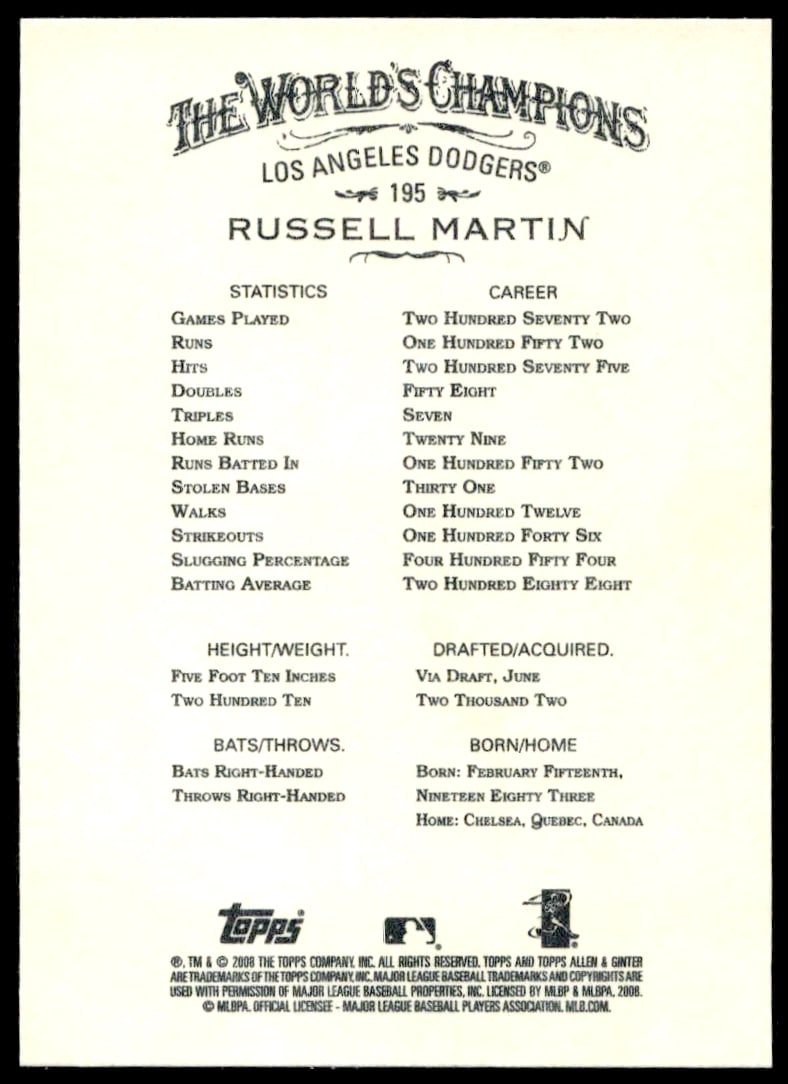 THE WORLD'S CHAMPIONS
LOS ANGELES DODGERS®
195
RUSSELL MARTIN
STATISTICS CAREER
GAMES PLAYED TWO HUNDRED SEVENTY TWO
RUNS ONE HUNDRED FIFTY TWO
HITS TWO HUNDRED SEVENTY FIVE
DOUBLES FIFTY EIGHT
TRIPLES SEVEN
HOME RUNS TWENTY NINE
RUNS BATTED IN ONE HUNDRED FIFTY TWO
STOLEN BASES THIRTY ONE
WALKS ONE HUNDRED TWELVE
STRIKEOUTS ONE HUNDRED FORTY SIX
SLUGGING PERCENTAGE FOUR HUNDRED FIFTY FOUR
BATTING AVERAGE TWO HUNDRED EIGHTY EIGHT
HEIGHT/WEIGHT.
FIVE FOOT TEN INCHES
TWO HUNDRED TEN
DRAFTED/ACQUIRED.
VIA DRAFT, JUNE
TWO THOUSAND TWO
BATS/THROWS.
BATS RIGHT-HANDED
THROWS RIGHT-HANDED
BORN/HOME
BORN: FEBRUARY FIFTEENTH,
NINETEEN EIGHTY THREE
HOME: CHELSEA, QUEBEC, CANADA
Topps
®, TM & © 2008 THE TOPPS COMPANY, INC. ALL RIGHTS RESERVED. TOPPS AND TOPPS ALLEN & GINTER
ARE TRADEMARKS OF THE TOPPS COMPANY, INC. MAJOR LEAGUE BASEBALL TRADEMARKS AND COPYRIGHTS ARE
USED WITH PERMISSION OF MAJOR LEAGUE BASEBALL PROPERTIES, INC. LICENSED BY MLBP & MLBPA, 2008.
© MLBPA. OFFICIAL LICENSEE - MAJOR LEAGUE BASEBALL PLAYERS ASSOCIATION. MLB.COM.